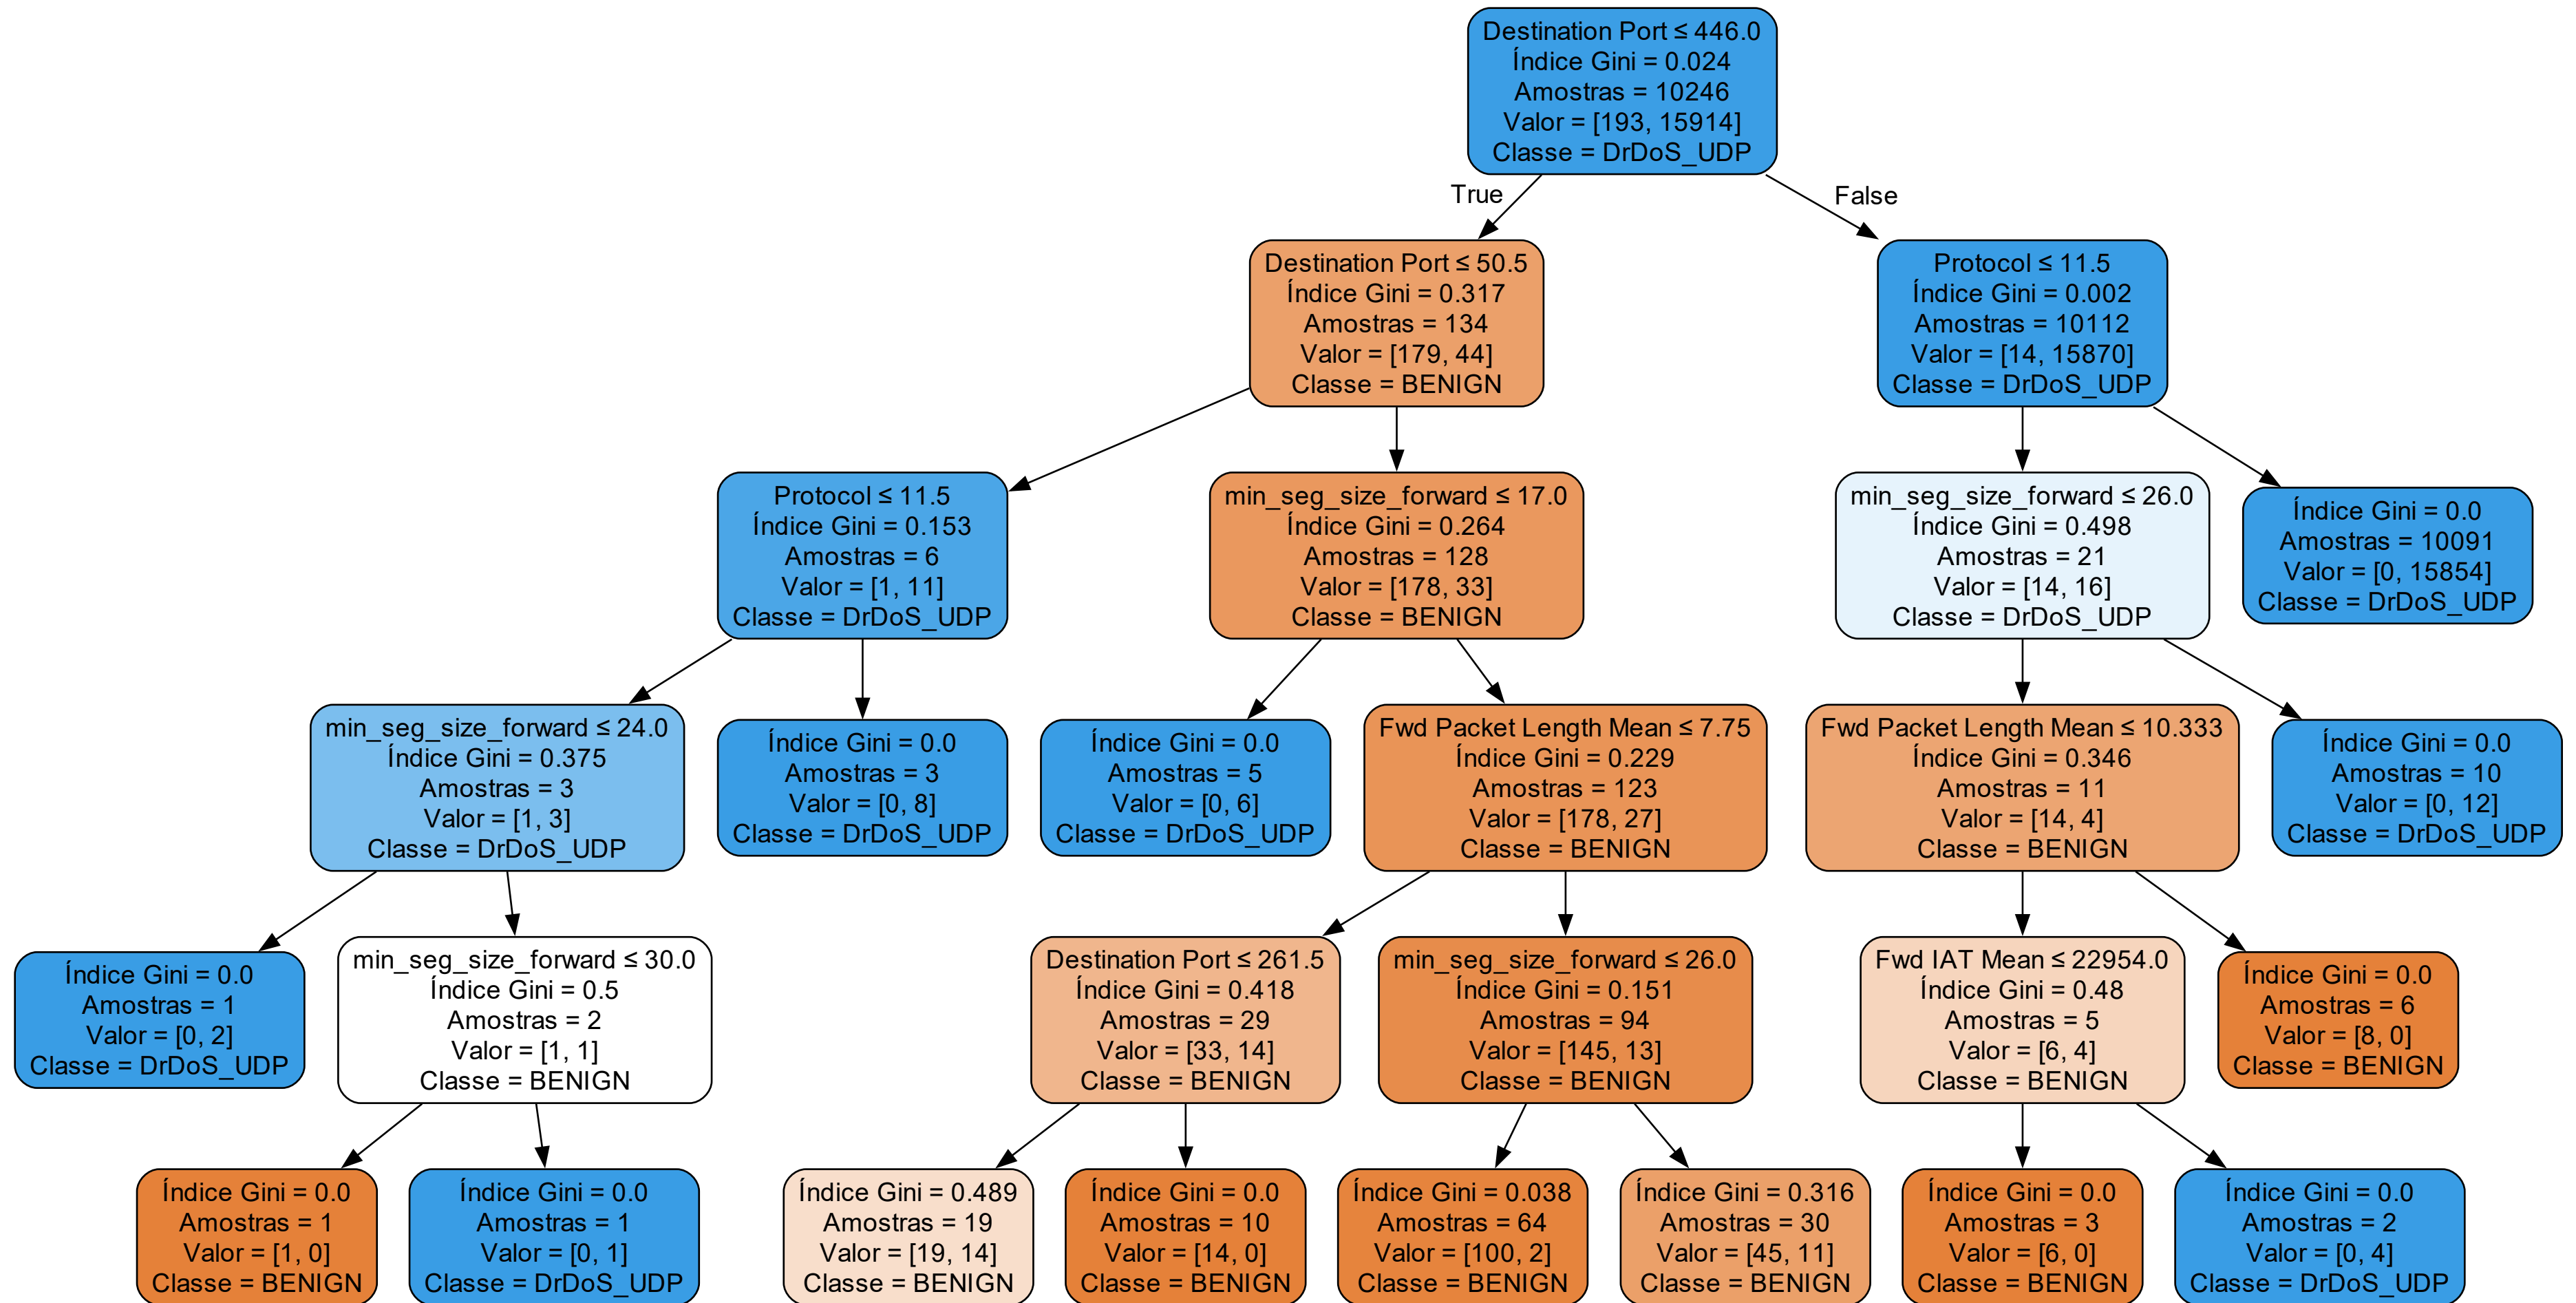 Destination Port ≤ 446.0
Índice Gini = 0.024
Amostras = 10246
Valor = [193, 15914]
Classe = DrDoS_UDP
True
False
Destination Port ≤ 50.5
Índice Gini = 0.317
Amostras = 134
Valor = [179, 44]
Classe = BENIGN
Protocol ≤ 11.5
Índice Gini = 0.002
Amostras = 10112
Valor = [14, 15870]
Classe = DrDoS_UDP
Protocol ≤ 11.5
Índice Gini = 0.153
Amostras = 6
Valor = [1, 11]
Classe = DrDoS_UDP
min_seg_size_forward ≤ 17.0
Índice Gini = 0.264
Amostras = 128
Valor = [178, 33]
Classe = BENIGN
min_seg_size_forward ≤ 26.0
Índice Gini = 0.498
Amostras = 21
Valor = [14, 16]
Classe = DrDoS_UDP
Índice Gini = 0.0
Amostras = 10091
Valor = [0, 15854]
Classe = DrDoS_UDP
min_seg_size_forward ≤ 24.0
Índice Gini = 0.375
Amostras = 3
Valor = [1, 3]
Classe = DrDoS_UDP
Índice Gini = 0.0
Amostras = 3
Valor = [0, 8]
Classe = DrDoS_UDP
Índice Gini = 0.0
Amostras = 5
Valor = [0, 6]
Classe = DrDoS_UDP
Fwd Packet Length Mean ≤ 7.75
Índice Gini = 0.229
Amostras = 123
Valor = [178, 27]
Classe = BENIGN
Fwd Packet Length Mean ≤ 10.333
Índice Gini = 0.346
Amostras = 11
Valor = [14, 4]
Classe = BENIGN
Índice Gini = 0.0
Amostras = 10
Valor = [0, 12]
Classe = DrDoS_UDP
Índice Gini = 0.0
Amostras = 1
Valor = [0, 2]
Classe = DrDoS_UDP
min_seg_size_forward ≤ 30.0
Índice Gini = 0.5
Amostras = 2
Valor = [1, 1]
Classe = BENIGN
Destination Port ≤ 261.5
Índice Gini = 0.418
Amostras = 29
Valor = [33, 14]
Classe = BENIGN
min_seg_size_forward ≤ 26.0
Índice Gini = 0.151
Amostras = 94
Valor = [145, 13]
Classe = BENIGN
Fwd IAT Mean ≤ 22954.0
Índice Gini = 0.48
Amostras = 5
Valor = [6, 4]
Classe = BENIGN
Índice Gini = 0.0
Amostras = 6
Valor = [8, 0]
Classe = BENIGN
Índice Gini = 0.0
Amostras = 1
Valor = [1, 0]
Classe = BENIGN
Índice Gini = 0.0
Amostras = 1
Valor = [0, 1]
Classe = DrDoS_UDP
Índice Gini = 0.489
Amostras = 19
Valor = [19, 14]
Classe = BENIGN
Índice Gini = 0.0
Amostras = 10
Valor = [14, 0]
Classe = BENIGN
Índice Gini = 0.038
Amostras = 64
Valor = [100, 2]
Classe = BENIGN
Índice Gini = 0.316
Amostras = 30
Valor = [45, 11]
Classe = BENIGN
Índice Gini = 0.0
Amostras = 3
Valor = [6, 0]
Classe = BENIGN
Índice Gini = 0.0
Amostras = 2
Valor = [0, 4]
Classe = DrDoS_UDP